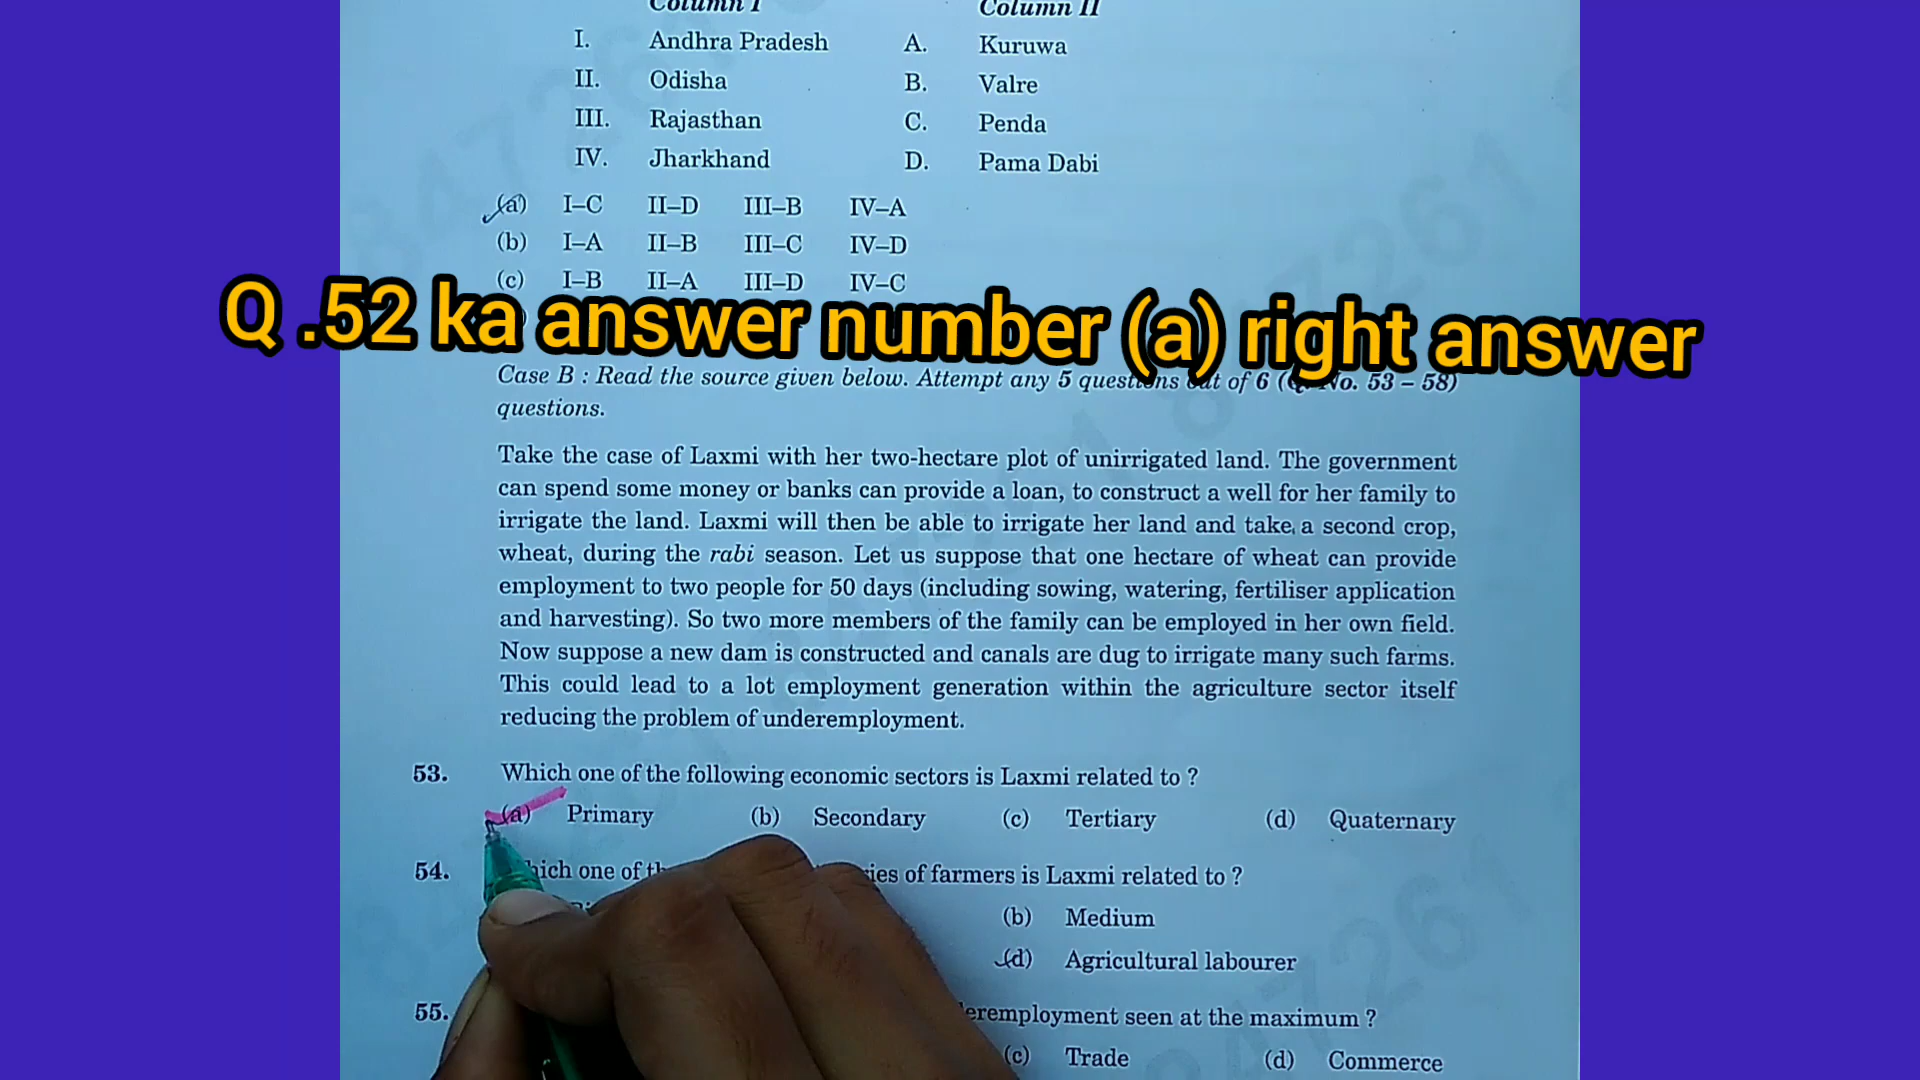 Column I Column II
I. Andhra Pradesh A. Kuruwa
II. Odisha B. Valre
III. Rajasthan C. Penda
IV. Jharkhand D. Pama Dabi
(a) I–C II–D III–B IV–A
(b) I–A II–B III–C IV–D
(c) I–B II–A III–D IV–C
Q .52 ka answer number (a) right answer
Case B : Read the source given below. Attempt any 5 questions out of 6 (Q. No. 53 – 58)
questions.
Take the case of Laxmi with her two-hectare plot of unirrigated land. The government
can spend some money or banks can provide a loan, to construct a well for her family to
irrigate the land. Laxmi will then be able to irrigate her land and take a second crop,
wheat, during the rabi season. Let us suppose that one hectare of wheat can provide
employment to two people for 50 days (including sowing, watering, fertiliser application
and harvesting). So two more members of the family can be employed in her own field.
Now suppose a new dam is constructed and canals are dug to irrigate many such farms.
This could lead to a lot employment generation within the agriculture sector itself
reducing the problem of underemployment.
53. Which one of the following economic sectors is Laxmi related to ?
(a) Primary (b) Secondary (c) Tertiary (d) Quaternary
54. Which one of of farmers is Laxmi related to ?
(b) Medium
(d) Agricultural labourer
55. seen at the maximum ?
(c) Trade (d) Commerce